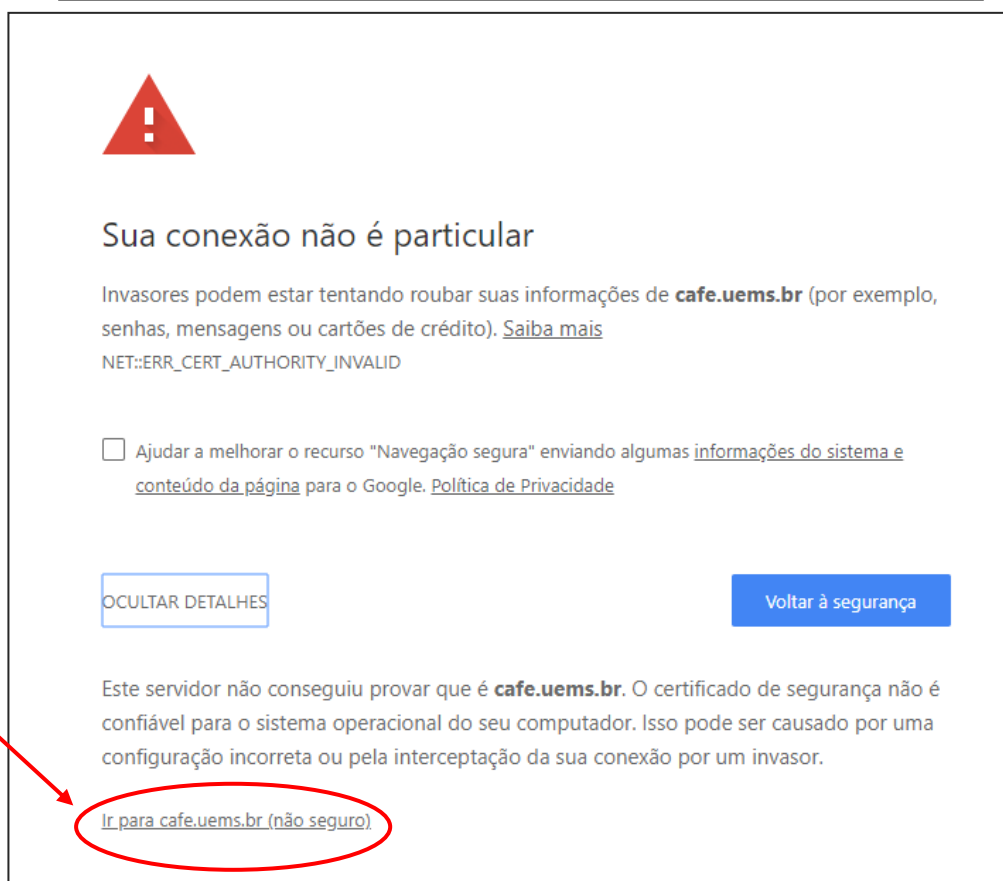 Sua conexão não é particular
Invasores podem estar tentando roubar suas informações de cafe.uems.br (por exemplo,
senhas, mensagens ou cartões de crédito). Saiba mais
NET::ERR_CERT_AUTHORITY_INVALID
Ajudar a melhorar o recurso "Navegação segura" enviando algumas informações do sistema e
conteúdo da página para o Google. Política de Privacidade
OCULTAR DETALHES
Voltar à segurança
Este servidor não conseguiu provar que é cafe.uems.br. O certificado de segurança não é
confiável para o sistema operacional do seu computador. Isso pode ser causado por uma
configuração incorreta ou pela interceptação da sua conexão por um invasor.
Ir para cafe.uems.br (não seguro)